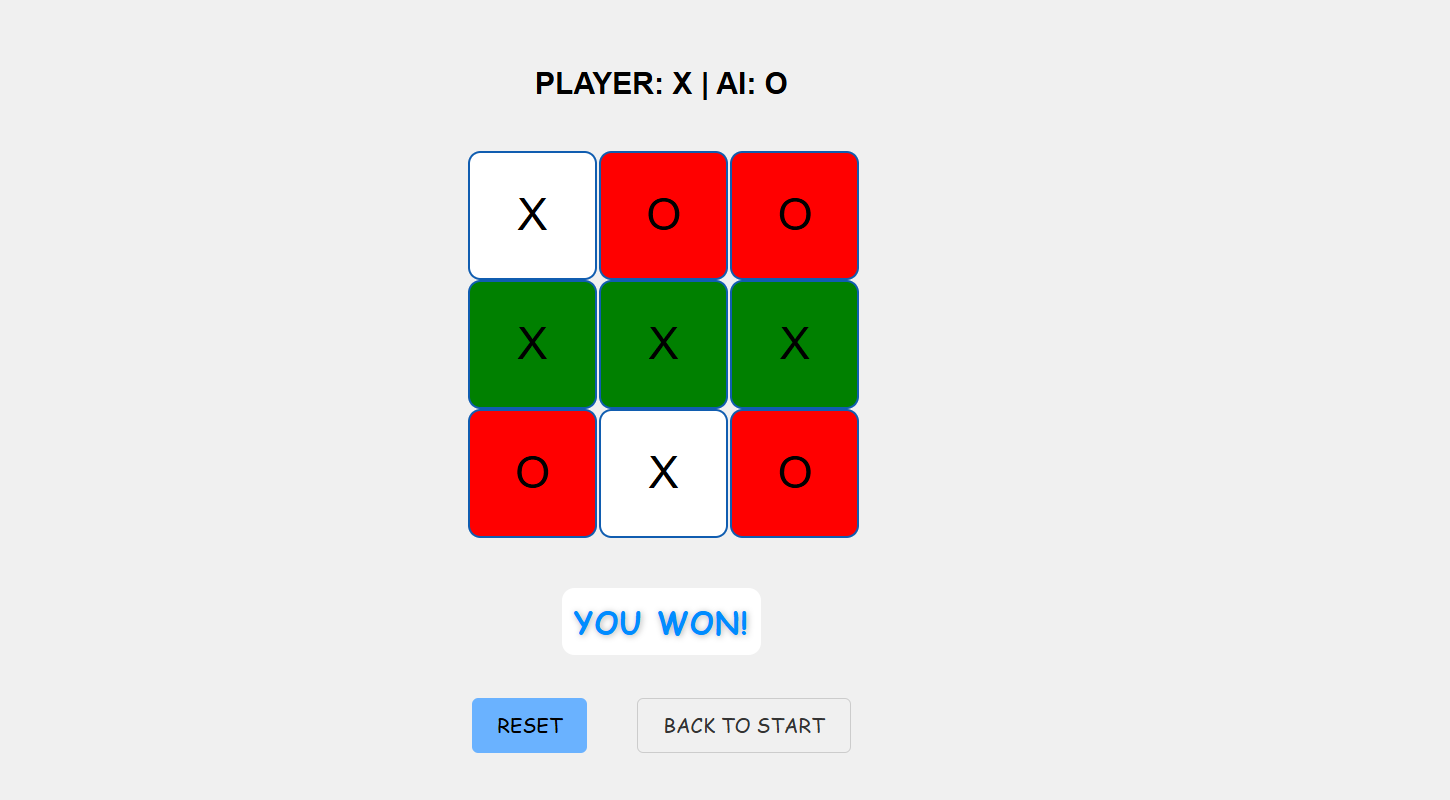 PLAYER: X | AI: O
X O O
X X X
O X O
YOU WON!
RESET BACK TO START